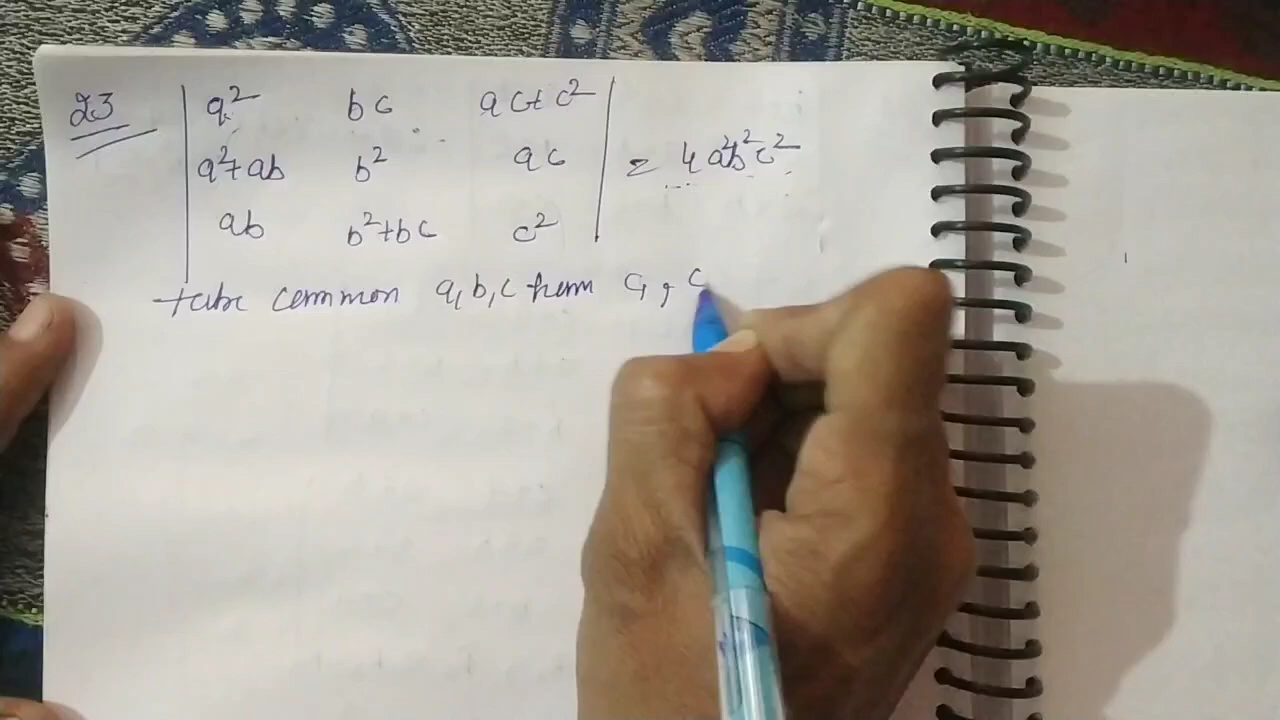 23 | a² bc ac+c² |
| a²+ab b² ac | = 4a²b²c²
| ab b²+bc c² |
take common a,b,c from C₁, C